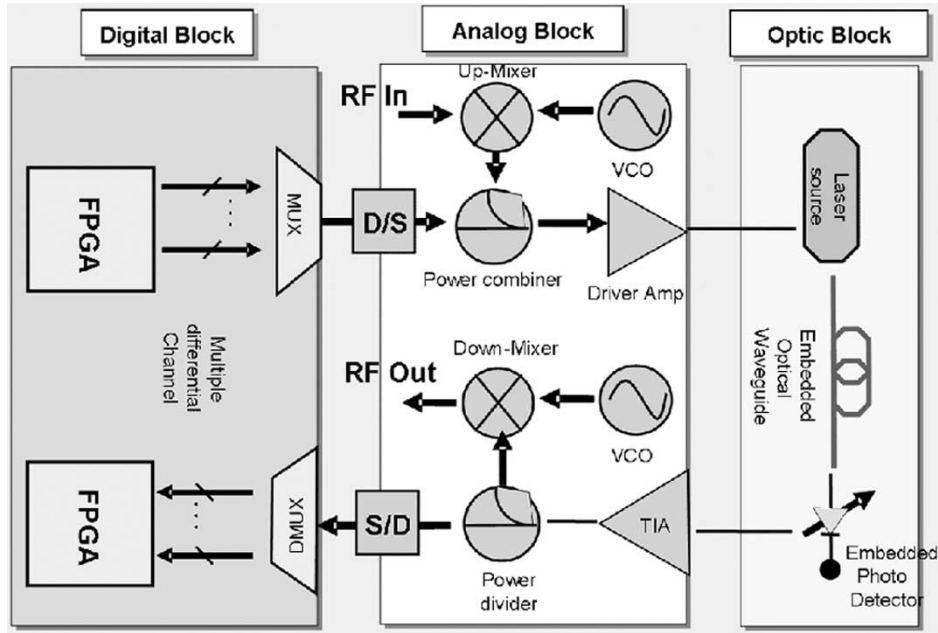 Digital Block
Analog Block
Optic Block
Up-Mixer
RF In
VCO
FPGA
MUX
D/S
Power combiner
Driver Amp
Laser
source
Multiple
differential
Channel
Embedded
Optical
Waveguide
Down-Mixer
RF Out
VCO
FPGA
DMUX
S/D
TIA
Power
divider
Embedded
Photo
Detector